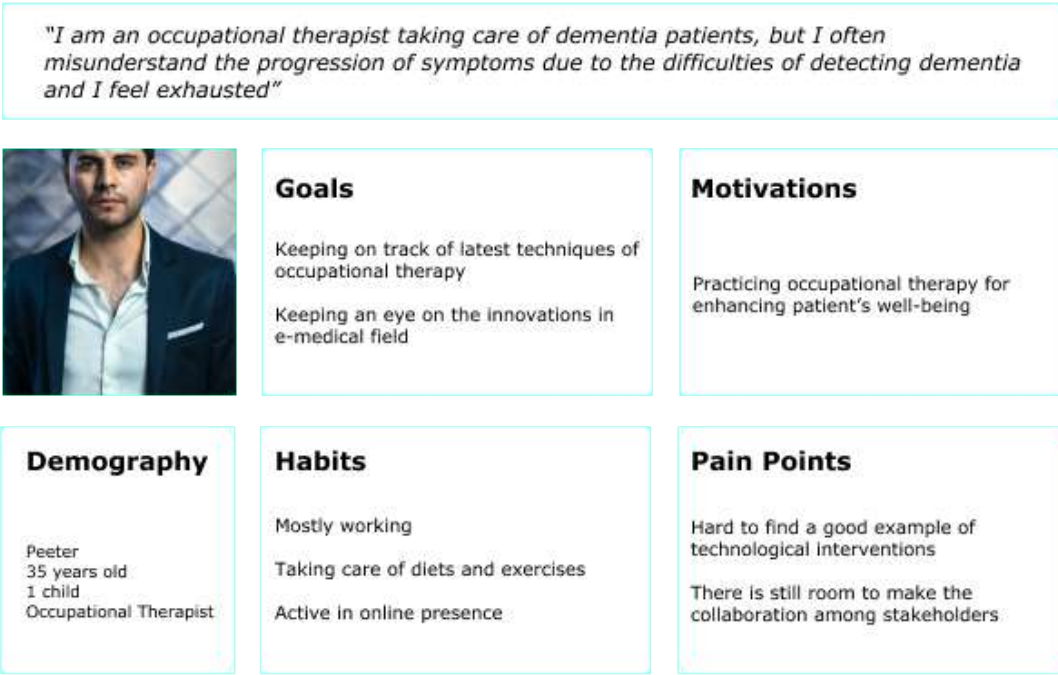 “I am an occupational therapist taking care of dementia patients, but I often
misunderstand the progression of symptoms due to the difficulties of detecting dementia
and I feel exhausted”
Goals
Keeping on track of latest techniques of
occupational therapy
Keeping an eye on the innovations in
e-medical field
Motivations
Practicing occupational therapy for
enhancing patient’s well-being
Demography
Peeter
35 years old
1 child
Occupational Therapist
Habits
Mostly working
Taking care of diets and exercises
Active in online presence
Pain Points
Hard to find a good example of
technological interventions
There is still room to make the
collaboration among stakeholders